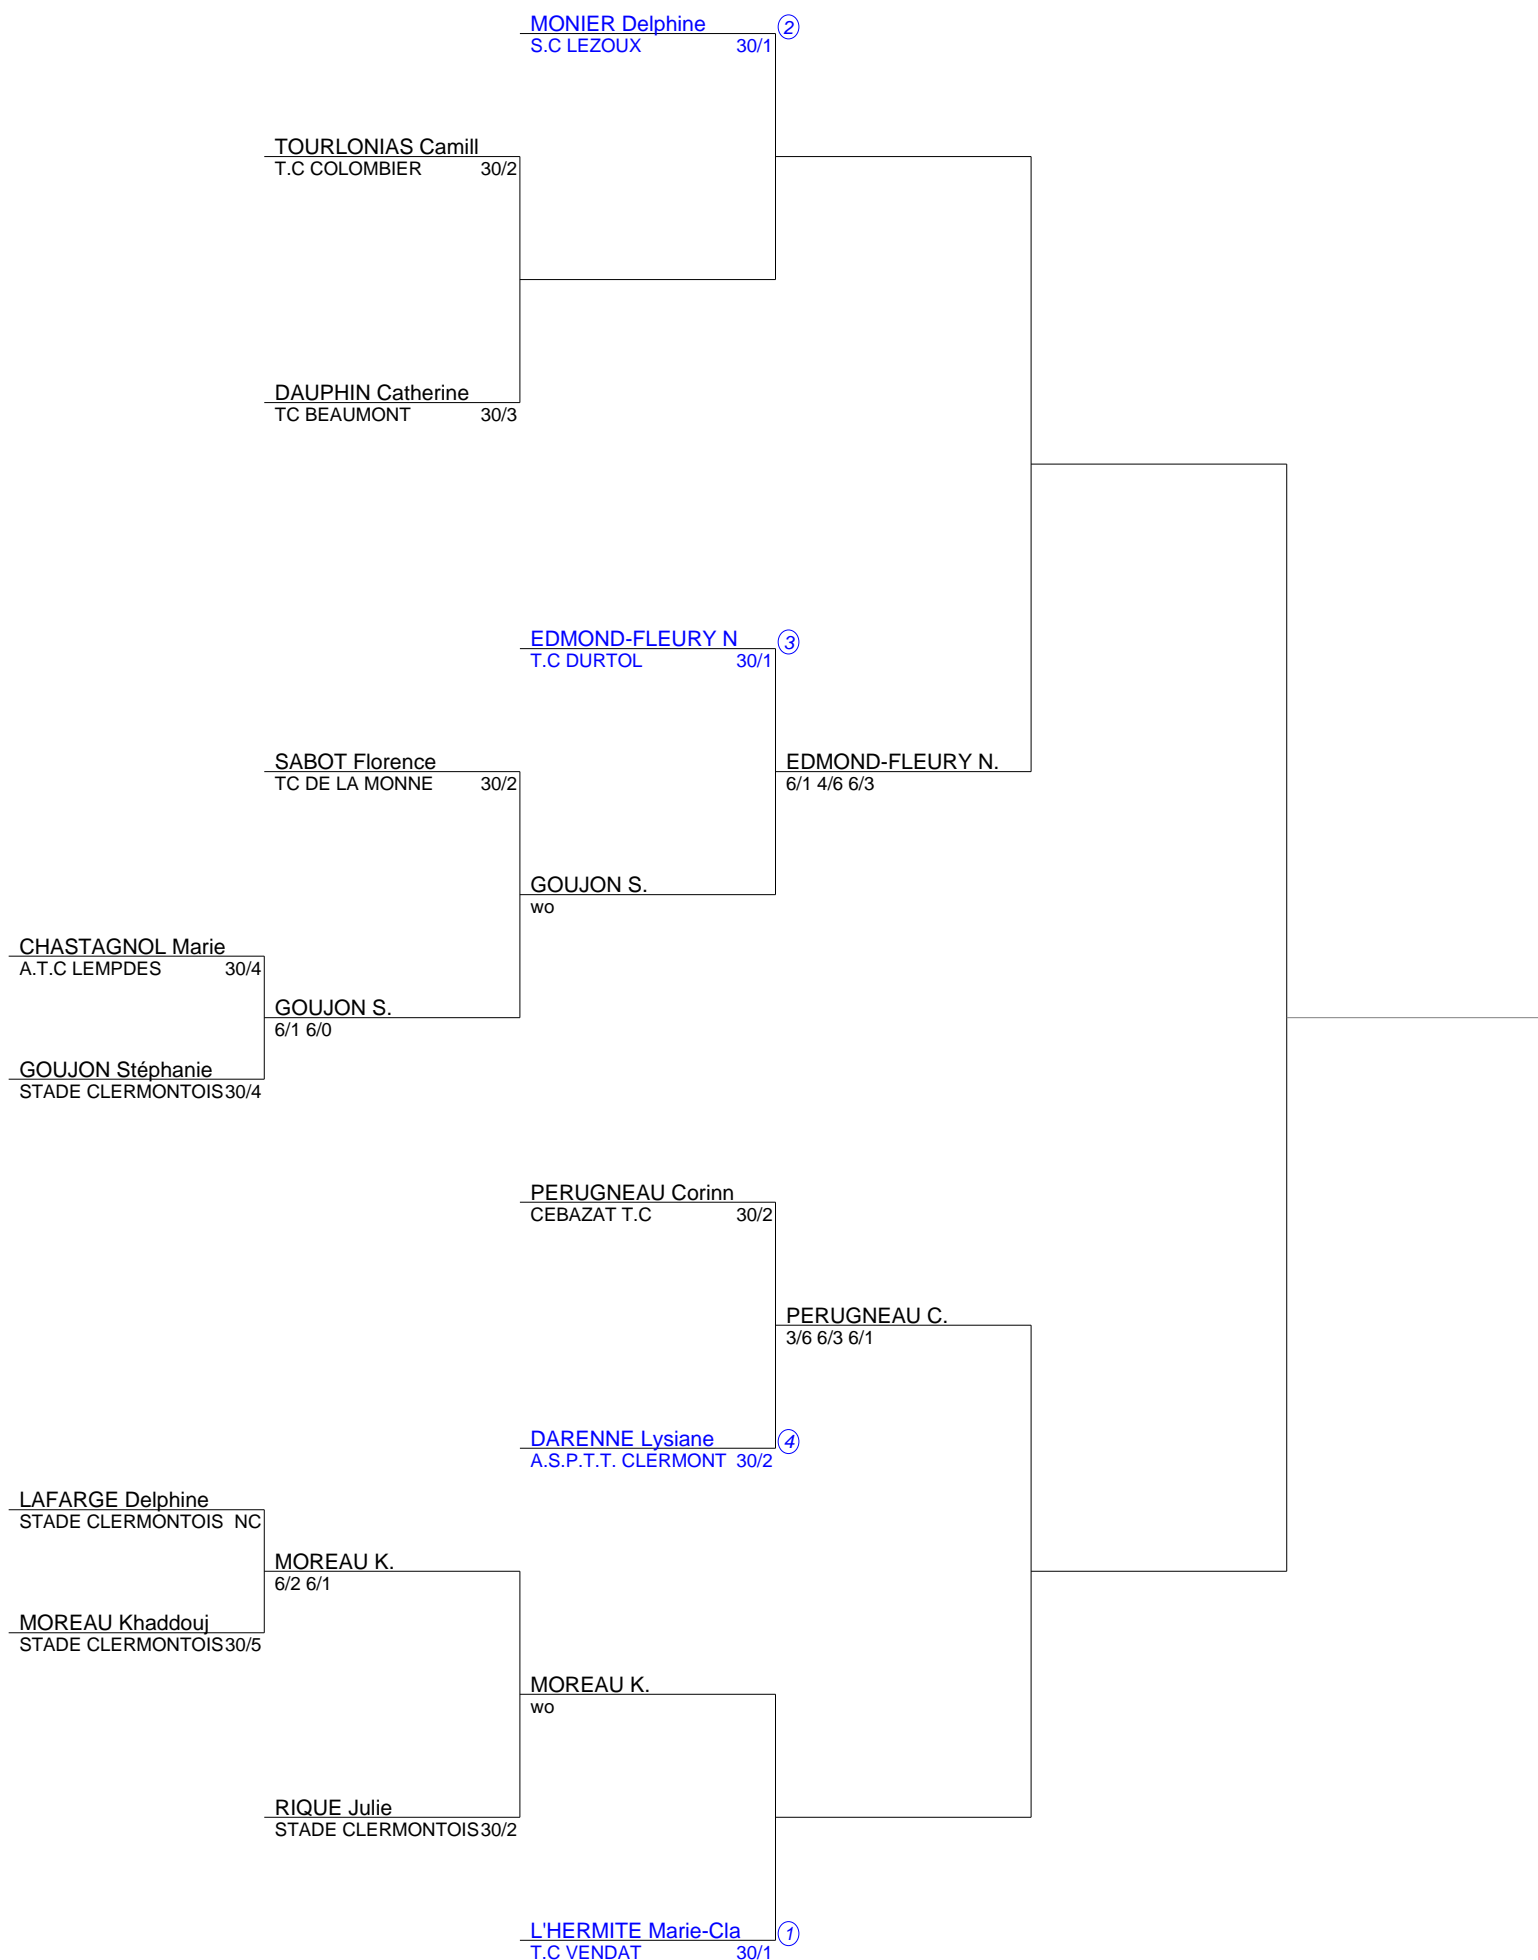 MONIER Delphine 2
S.C LEZOUX 30/1
TOURLONIAS Camill
T.C COLOMBIER 30/2
DAUPHIN Catherine
TC BEAUMONT 30/3
EDMOND-FLEURY N 3
T.C DURTOL 30/1
SABOT Florence
TC DE LA MONNE 30/2
EDMOND-FLEURY N.
6/1 4/6 6/3
GOUJON S.
wo
CHASTAGNOL Marie
A.T.C LEMPDES 30/4
GOUJON S.
6/1 6/0
GOUJON Stéphanie
STADE CLERMONTOIS 30/4
PERUGNEAU Corinn
CEBAZAT T.C 30/2
PERUGNEAU C.
3/6 6/3 6/1
DARENNE Lysiane 4
A.S.P.T.T. CLERMONT 30/2
LAFARGE Delphine
STADE CLERMONTOIS NC
MOREAU K.
6/2 6/1
MOREAU Khaddouj
STADE CLERMONTOIS 30/5
MOREAU K.
wo
RIQUE Julie
STADE CLERMONTOIS 30/2
L'HERMITE Marie-Cla 1
T.C VENDAT 30/1